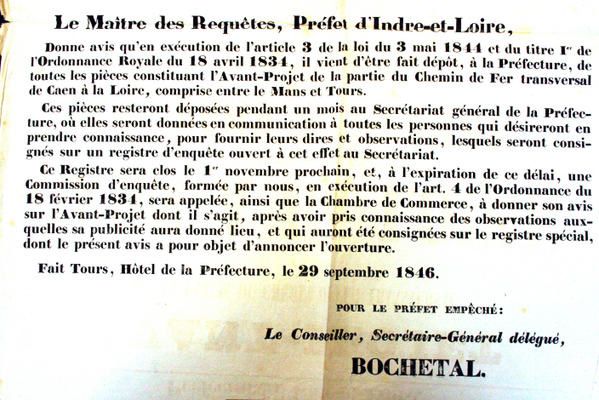 Le Maître des Requêtes, Préfet d'Indre-et-Loire,
Donne avis qu'en exécution de l'article 3 de la loi du 3 mai 1844 et du titre Ier de
l'Ordonnance Royale du 18 avril 1834, il vient d'être fait dépôt, à la Préfecture, de
toutes les pièces constituant l'Avant-Projet de la partie du Chemin de Fer transversal
de Caen à la Loire, comprise entre le Mans et Tours.
Ces pièces resteront déposées pendant un mois au Secrétariat général de la Préfec-
ture, où elles seront données en communication à toutes les personnes qui désireront en
prendre connaissance, pour fournir leurs dires et observations, lesquels seront consi-
gnés sur un registre d'enquête ouvert à cet effet au Secrétariat.
Ce Registre sera clos le 1er novembre prochain, et, à l'expiration de ce délai, une
Commission d'enquête, formée par nous, en exécution de l'art. 4 de l'Ordonnance du
18 février 1834, sera appelée, ainsi que la Chambre de Commerce, à donner son avis
sur l'Avant-Projet dont il s'agit, après avoir pris connaissance des observations aux-
quelles sa publicité aura donné lieu, et qui auront été consignées sur le registre spécial,
dont le présent avis a pour objet d'annoncer l'ouverture.
Fait Tours, Hôtel de la Préfecture, le 29 septembre 1846.
POUR LE PRÉFET EMPÊCHÉ:
Le Conseiller, Secrétaire-Général délégué,
BOCHETAL.